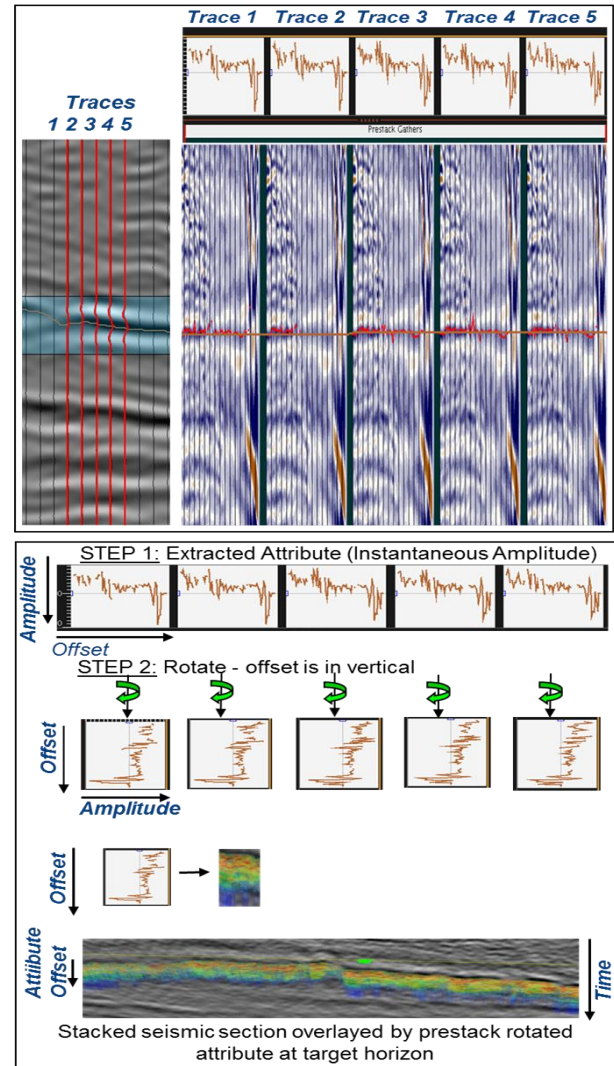 Trace 1 Trace 2 Trace 3 Trace 4 Trace 5
Traces
1 2 3 4 5
Prestack Gathers
STEP 1: Extracted Attribute (Instantaneous Amplitude)
Amplitude
0
0
Offset
STEP 2: Rotate - offset is in vertical
Offset
Amplitude
Offset
Attiibute
Offset
Time
Stacked seismic section overlayed by prestack rotated
attribute at target horizon